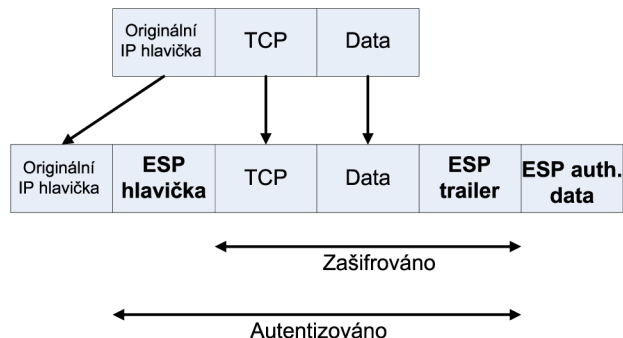 Originální
IP hlavička
TCP
Data
Originální
IP hlavička
ESP
hlavička
TCP
Data
ESP
trailer
ESP auth.
data
Zašifrováno
Autentizováno